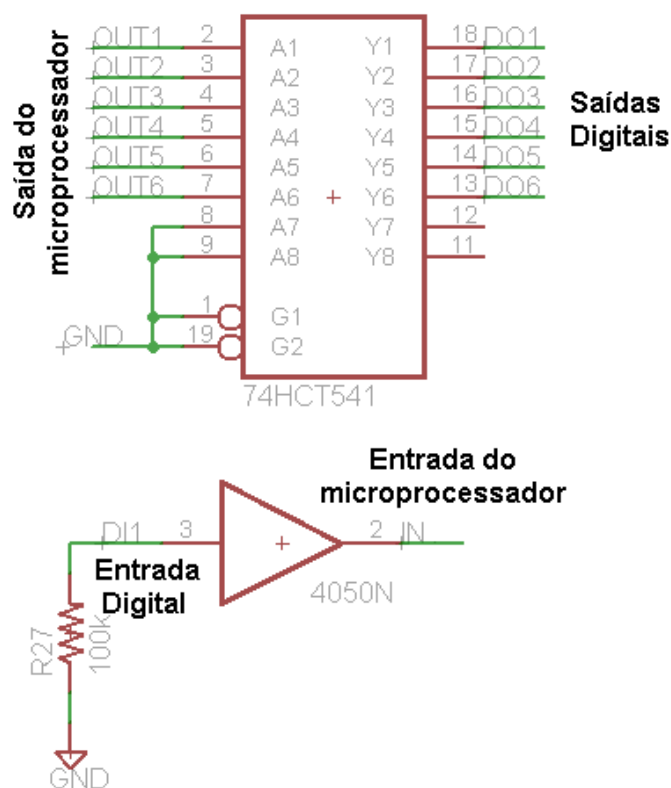 OUT1 2 A1 Y1 18 DO1
OUT2 3 A2 Y2 17 DO2
OUT3 4 A3 Y3 16 DO3
OUT4 5 A4 Y4 15 DO4
OUT5 6 A5 Y5 14 DO5
OUT6 7 A6 Y6 13 DO6
8 A7 Y7 12
9 A8 Y8 11
1 G1
GND 19 G2
74HCT541
Saída do
microprocessador
Saídas
Digitais
Entrada do
microprocessador
DI1 3 2 IN
Entrada
Digital
4050N
R27
100k
GND